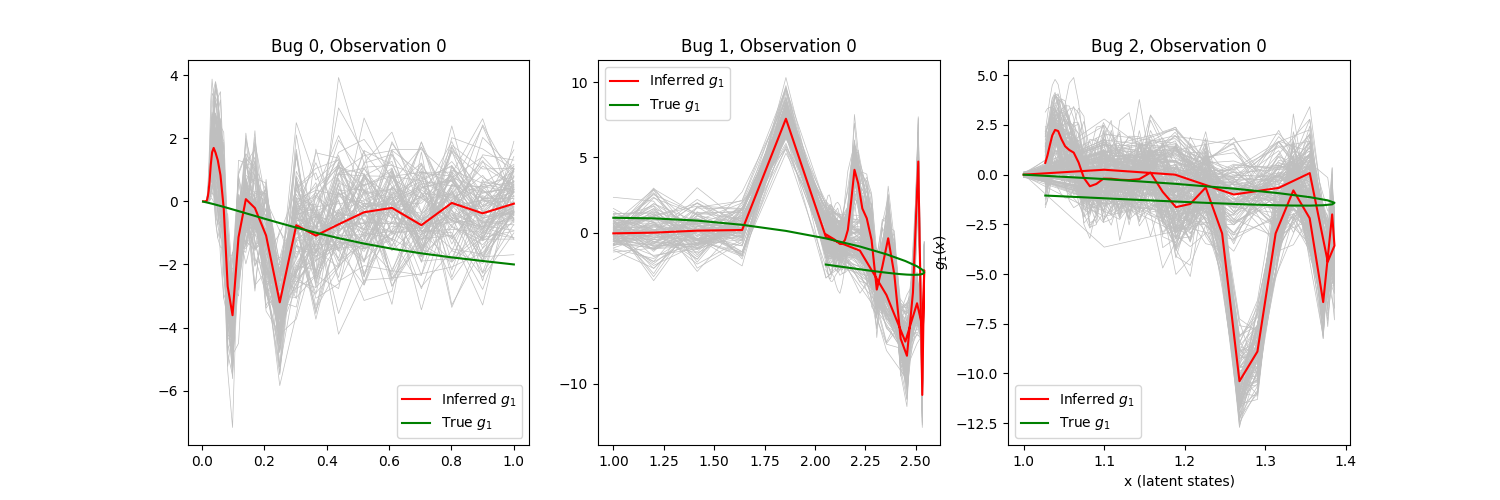 Bug 0, Observation 0
4
2
0
−2
−4
−6
0.0 0.2 0.4 0.6 0.8 1.0
Inferred g₁
True g₁
Bug 1, Observation 0
10
5
0
−5
−10
1.00 1.25 1.50 1.75 2.00 2.25 2.50
Inferred g₁
True g₁
Bug 2, Observation 0
g₁(x)
5.0
2.5
0.0
−2.5
−5.0
−7.5
−10.0
−12.5
1.0 1.1 1.2 1.3 1.4
x (latent states)
Inferred g₁
True g₁